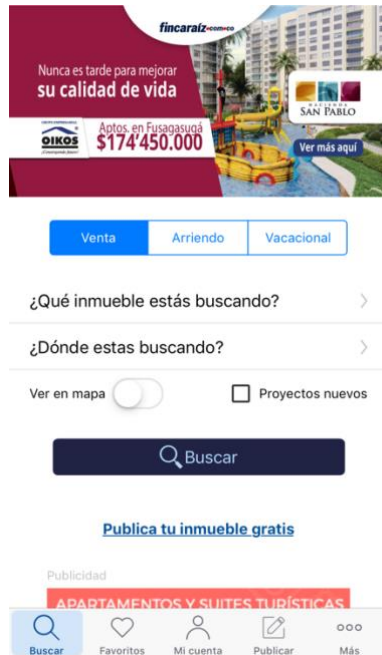 fincaraíz.com.co
Nunca es tarde para mejorar
su calidad de vida
HACIENDA
SAN PABLO
OIKOS
Aptos. en Fusagasugá
$174'450.000
Ver más aquí
Venta
Arriendo
Vacacional
¿Qué inmueble estás buscando?
¿Dónde estas buscando?
Ver en mapa
Proyectos nuevos
Buscar
Publica tu inmueble gratis
Publicidad
APARTAMENTOS Y SUITES TURÍSTICAS
Buscar
Favoritos
Mi cuenta
Publicar
Más